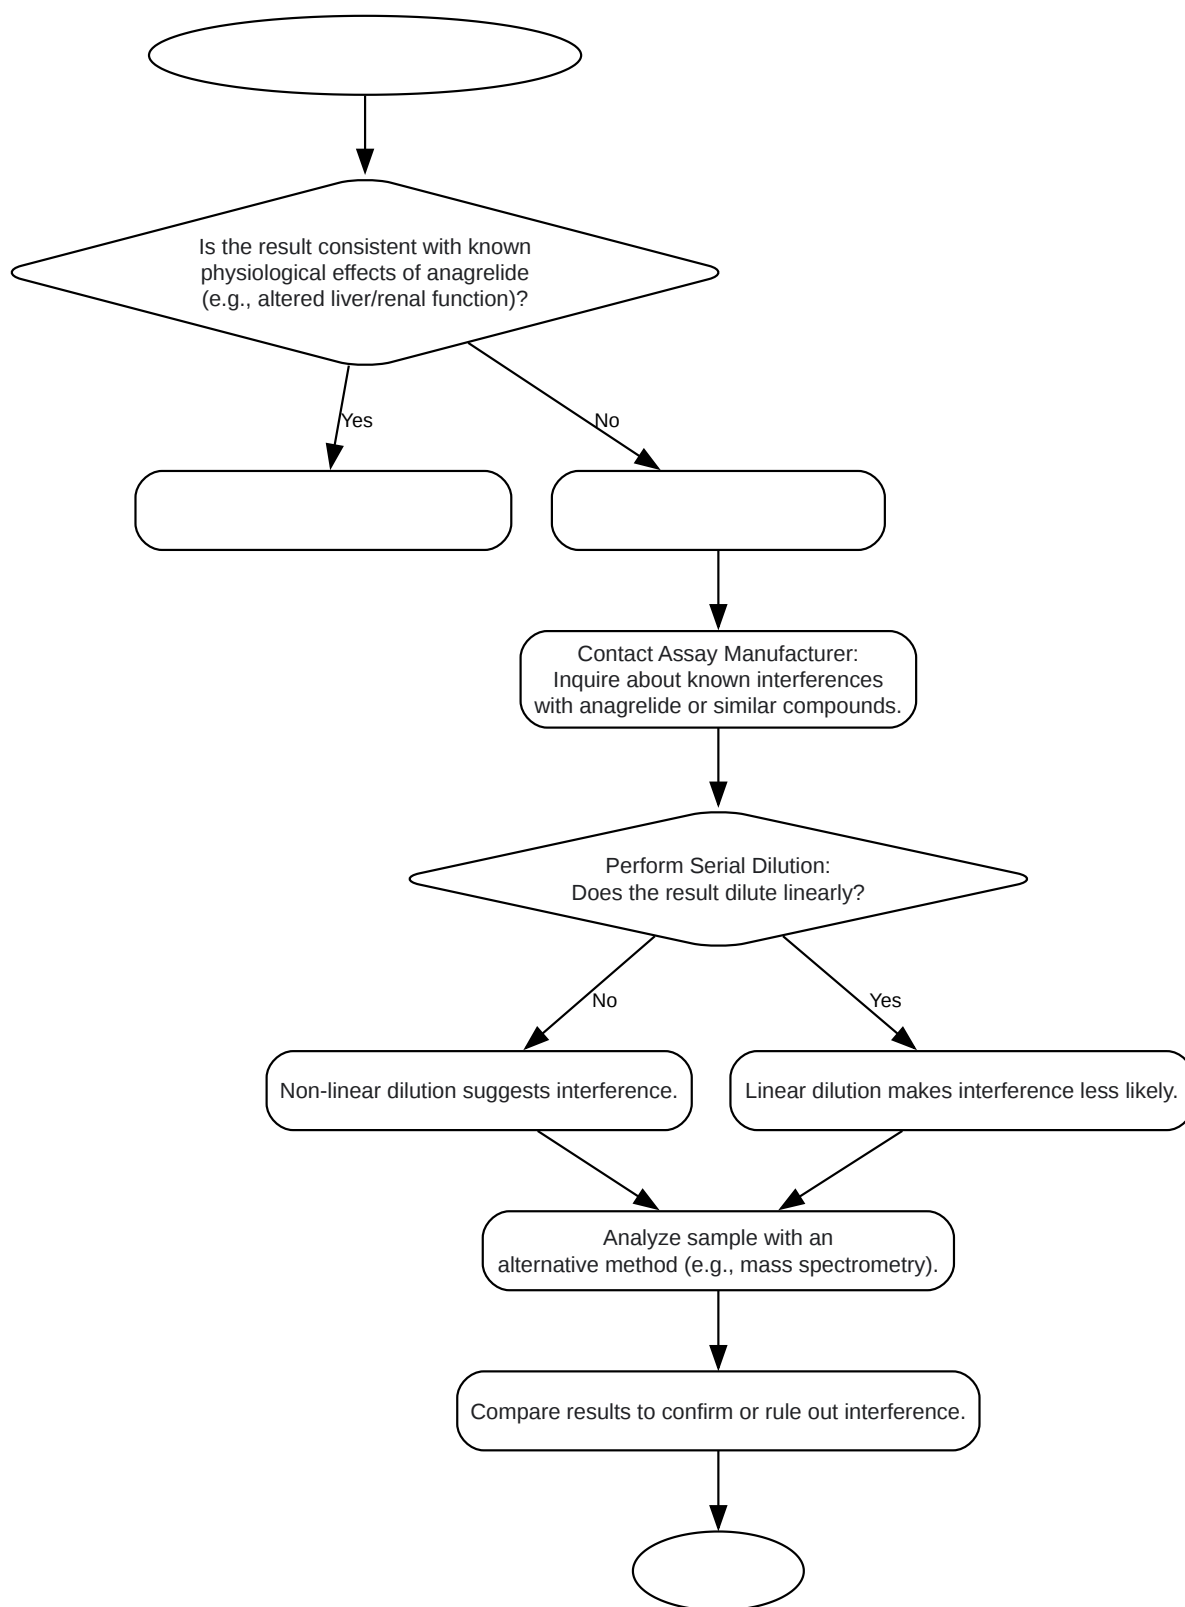 Is the result consistent with known
physiological effects of anagrelide
(e.g., altered liver/renal function)?
Yes
No
Contact Assay Manufacturer:
Inquire about known interferences
with anagrelide or similar compounds.
Perform Serial Dilution:
Does the result dilute linearly?
No
Yes
Non-linear dilution suggests interference.
Linear dilution makes interference less likely.
Analyze sample with an
alternative method (e.g., mass spectrometry).
Compare results to confirm or rule out interference.